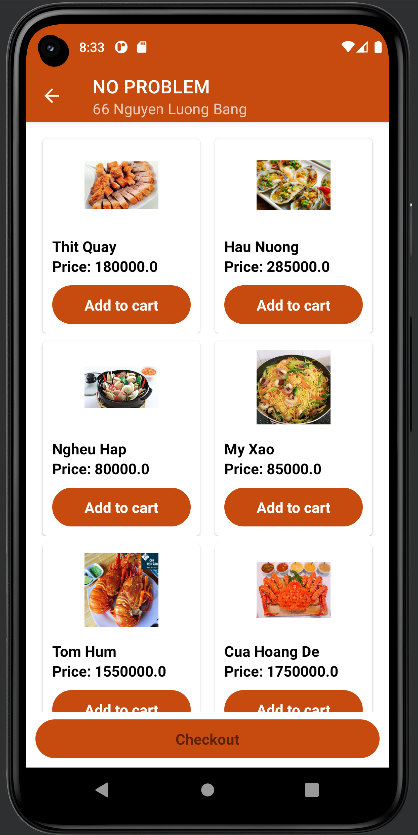 8:33
NO PROBLEM
66 Nguyen Luong Bang
Thit Quay
Price: 180000.0
Add to cart
Hau Nuong
Price: 285000.0
Add to cart
Ngheu Hap
Price: 80000.0
Add to cart
My Xao
Price: 85000.0
Add to cart
Tom Hum
Price: 1550000.0
Add to cart
Cua Hoang De
Price: 1750000.0
Add to cart
Checkout